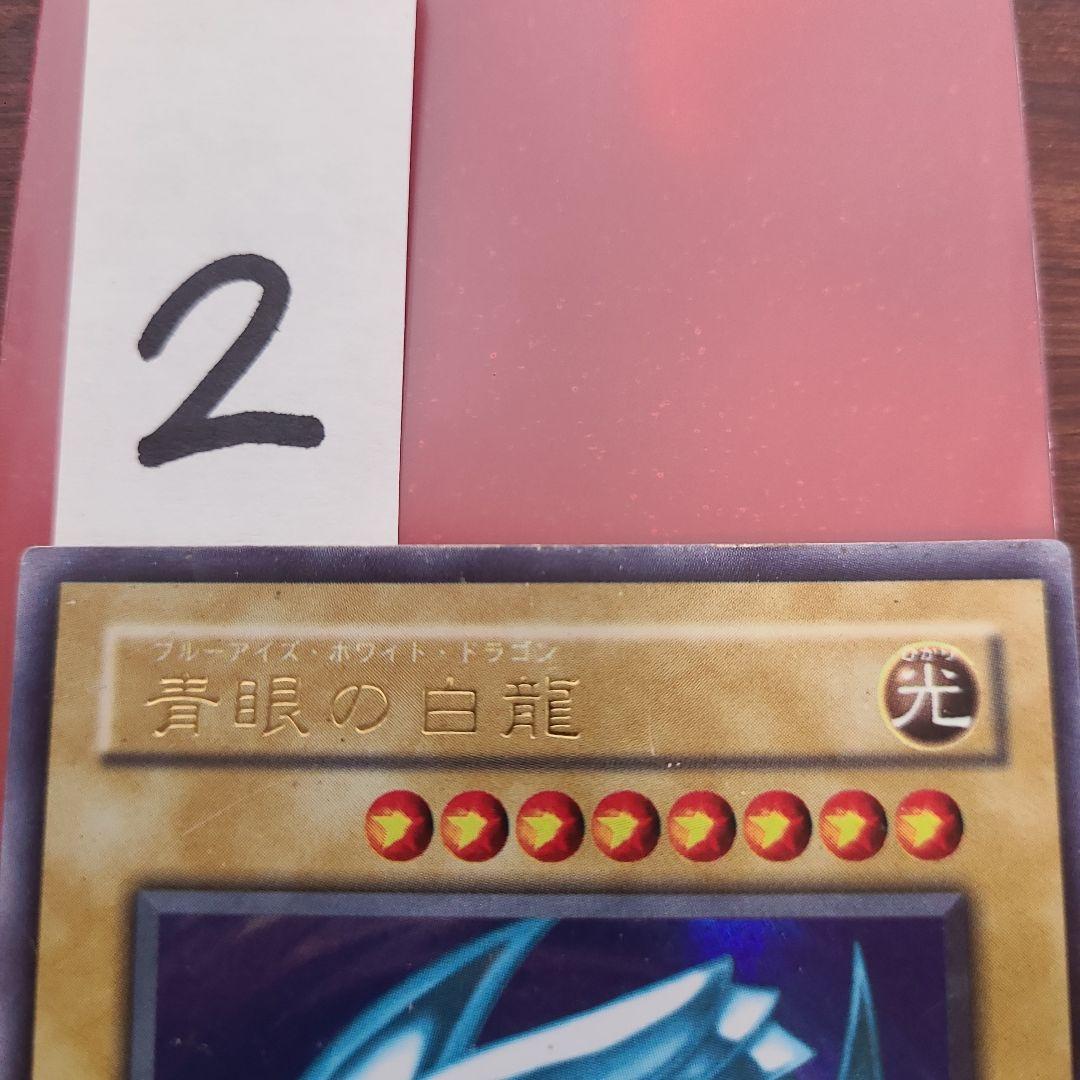 2
ブルーアイズ・ホワイト・ドラゴン
青眼の白龍
ひかり
光